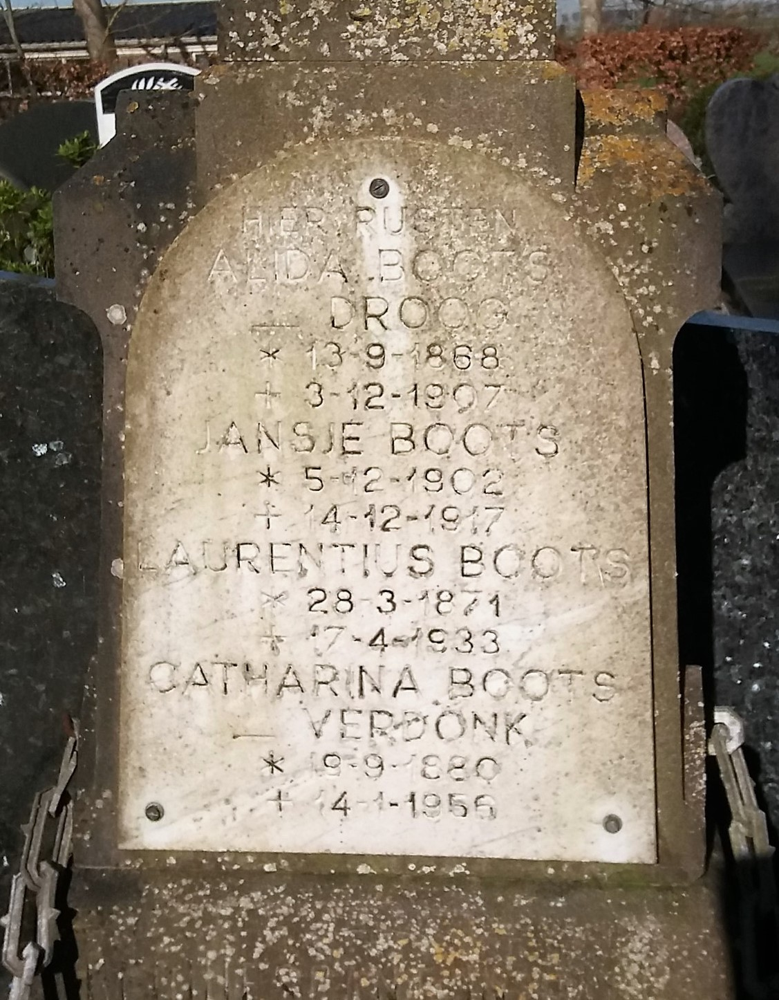 HIER RUSTEN
ALIDA BOOTS
— DROOG
* 13-9-1868
+ 3-12-1907
JANSJE BOOTS
* 5-12-1902
+ 14-12-1917
LAURENTIUS BOOTS
* 28-3-1871
+ 17-4-1933
CATHARINA BOOTS
— VERDONK
* 19-9-1880
+ 14-1-1956